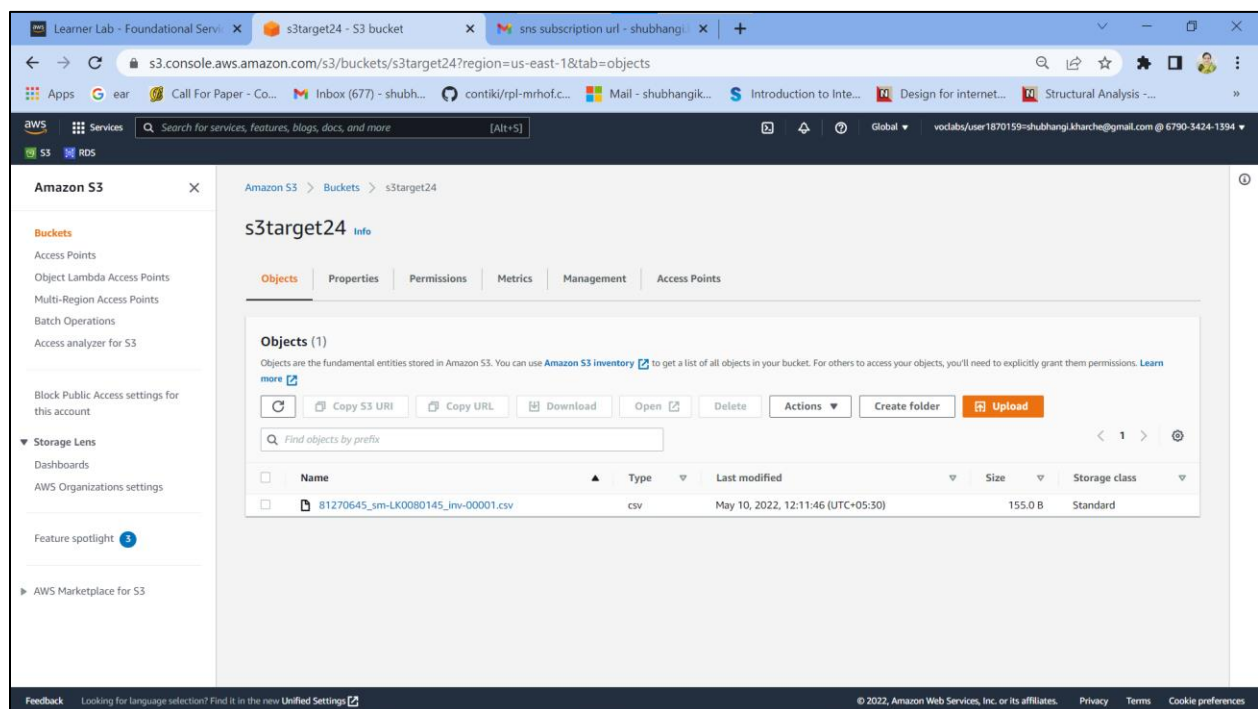 aws Learner Lab - Foundational Servi
s3target24 - S3 bucket
sns subscription url - shubhangi.
s3.console.aws.amazon.com/s3/buckets/s3target24?region=us-east-1&tab=objects
Apps
ear
Call For Paper - Co...
Inbox (677) - shubh...
contiki/rpl-mrhof.c...
Mail - shubhangik...
Introduction to Inte...
Design for internet...
Structural Analysis -...
aws
Services
Search for services, features, blogs, docs, and more [Alt+S]
Global
voclabs/user1870159=shubhangi.kharche@gmail.com @ 6790-3424-1394
S3
RDS
Amazon S3
Buckets
Access Points
Object Lambda Access Points
Multi-Region Access Points
Batch Operations
Access analyzer for S3
Block Public Access settings for
this account
Storage Lens
Dashboards
AWS Organizations settings
Feature spotlight 3
AWS Marketplace for S3
Amazon S3 > Buckets > s3target24
s3target24 Info
Objects
Properties
Permissions
Metrics
Management
Access Points
Objects (1)
Objects are the fundamental entities stored in Amazon S3. You can use Amazon S3 inventory to get a list of all objects in your bucket. For others to access your objects, you'll need to explicitly grant them permissions. Learn
more
Copy S3 URI
Copy URL
Download
Open
Delete
Actions
Create folder
Upload
Find objects by prefix
1
Name Type Last modified Size Storage class
81270645_sm-LK0080145_inv-00001.csv csv May 10, 2022, 12:11:46 (UTC+05:30) 155.0 B Standard
Feedback Looking for language selection? Find it in the new Unified Settings
© 2022, Amazon Web Services, Inc. or its affiliates. Privacy Terms Cookie preferences